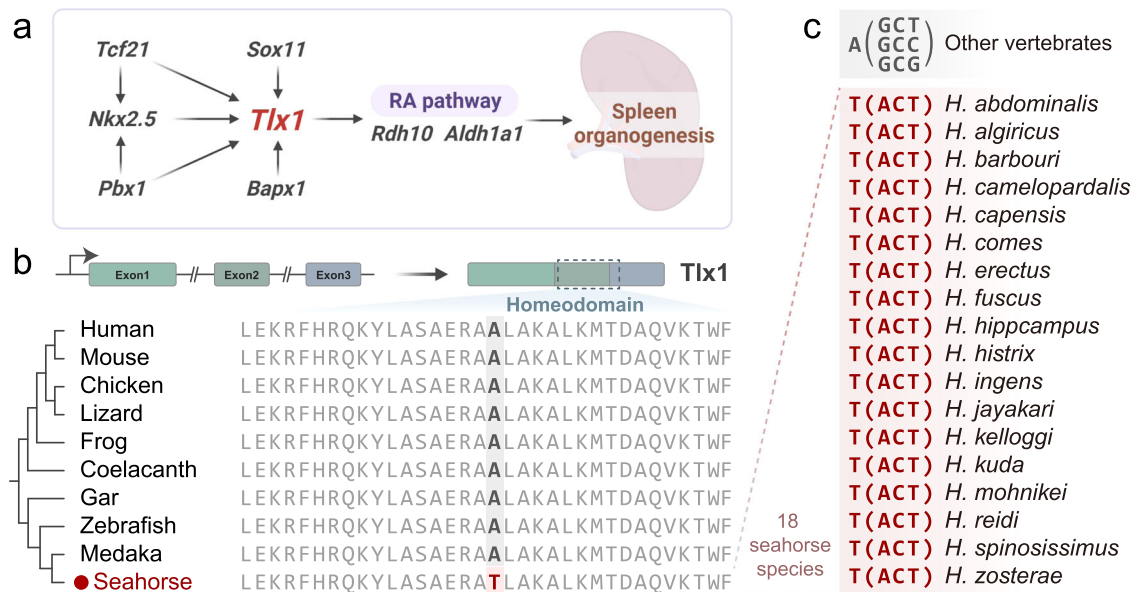 a
Tcf21
Sox11
Nkx2.5
Tlx1
RA pathway
Rdh10 Aldh1a1
Spleen
organogenesis
Pbx1
Bapx1
b
Exon1
Exon2
Exon3
Tlx1
Homeodomain
Human LEKRFHRQKYLASAERAALAKALKMTDAQVKTWF
Mouse LEKRFHRQKYLASAERAALAKALKMTDAQVKTWF
Chicken LEKRFHRQKYLASAERAALAKALKMTDAQVKTWF
Lizard LEKRFHRQKYLASAERAALAKALKMTDAQVKTWF
Frog LEKRFHRQKYLASAERAALAKALKMTDAQVKTWF
Coelacanth LEKRFHRQKYLASAERAALAKALKMTDAQVKTWF
Gar LEKRFHRQKYLASAERAALAKALKMTDAQVKTWF
Zebrafish LEKRFHRQKYLASAERAALAKALKMTDAQVKTWF
Medaka LEKRFHRQKYLASAERAALAKALKMTDAQVKTWF
Seahorse LEKRFHRQKYLASAERATLAKALKMTDAQVKTWF
18
seahorse
species
c
GCT
A(GCC) Other vertebrates
GCG
T(ACT) H. abdominalis
T(ACT) H. algiricus
T(ACT) H. barbouri
T(ACT) H. camelopardalis
T(ACT) H. capensis
T(ACT) H. comes
T(ACT) H. erectus
T(ACT) H. fuscus
T(ACT) H. hippcampus
T(ACT) H. histrix
T(ACT) H. ingens
T(ACT) H. jayakari
T(ACT) H. kelloggi
T(ACT) H. kuda
T(ACT) H. mohnikei
T(ACT) H. reidi
T(ACT) H. spinosissimus
T(ACT) H. zosterae